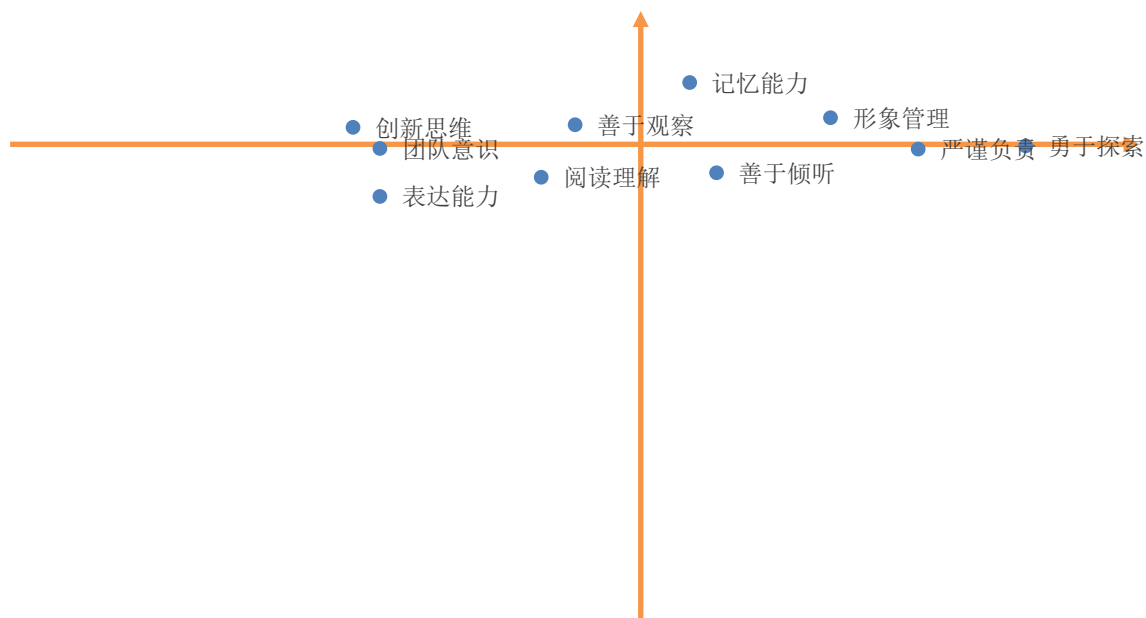 记忆能力
形象管理
创新思维
善于观察
团队意识
严谨负责
勇于探索
阅读理解
善于倾听
表达能力